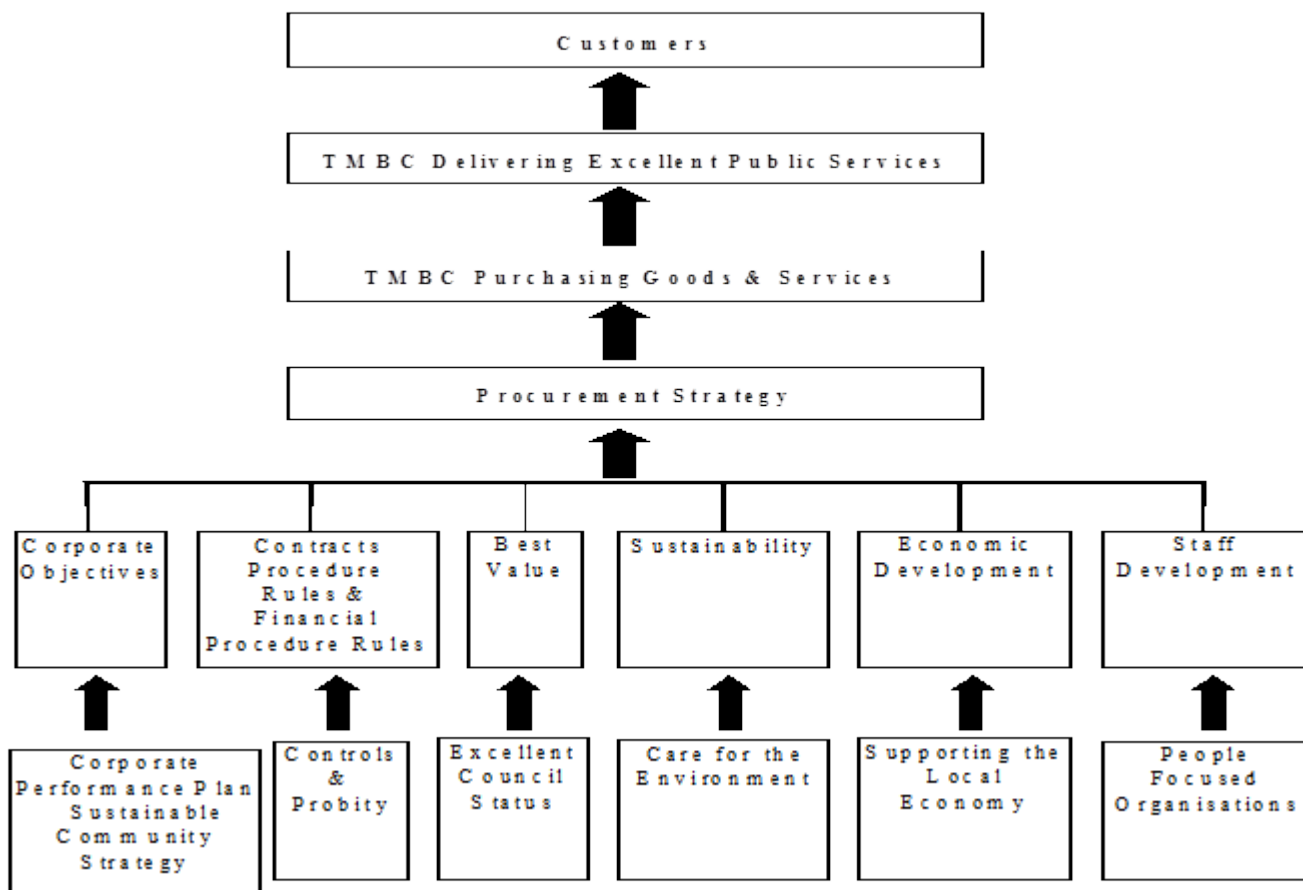 Customers
TMBC Delivering Excellent Public Services
TMBC Purchasing Goods & Services
Procurement Strategy
Corporate
Objectives
Contracts
Procedure
Rules &
Financial
Procedure Rules
Best
Value
Sustainability
Economic
Development
Staff
Development
Corporate
Performance Plan
Sustainable
Community
Strategy
Controls
&
Probity
Excellent
Council
Status
Care for the
Environment
Supporting the
Local
Economy
People
Focused
Organisations